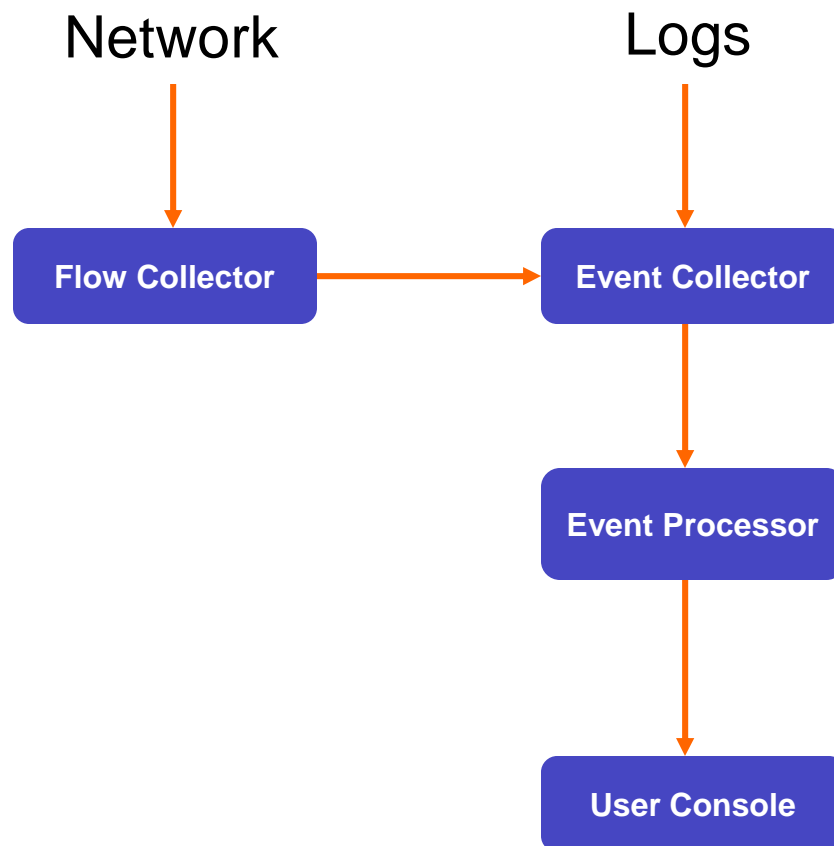 Network
Logs
Flow Collector
Event Collector
Event Processor
User Console